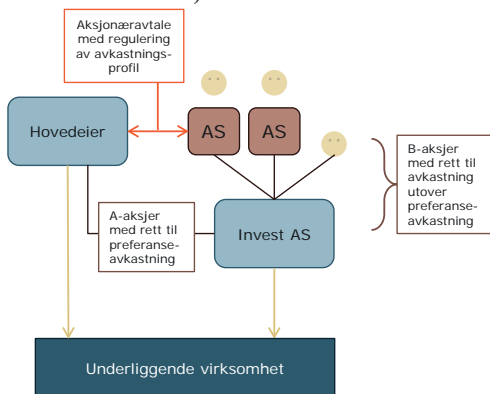 Aksjonæravtale
med regulering
av avkastnings-
profil
Hovedeier
AS
AS
B-aksjer
med rett til
avkastning
utover
preferanse-
avkastning
A-aksjer
med rett til
preferanse-
avkastning
Invest AS
Underliggende virksomhet